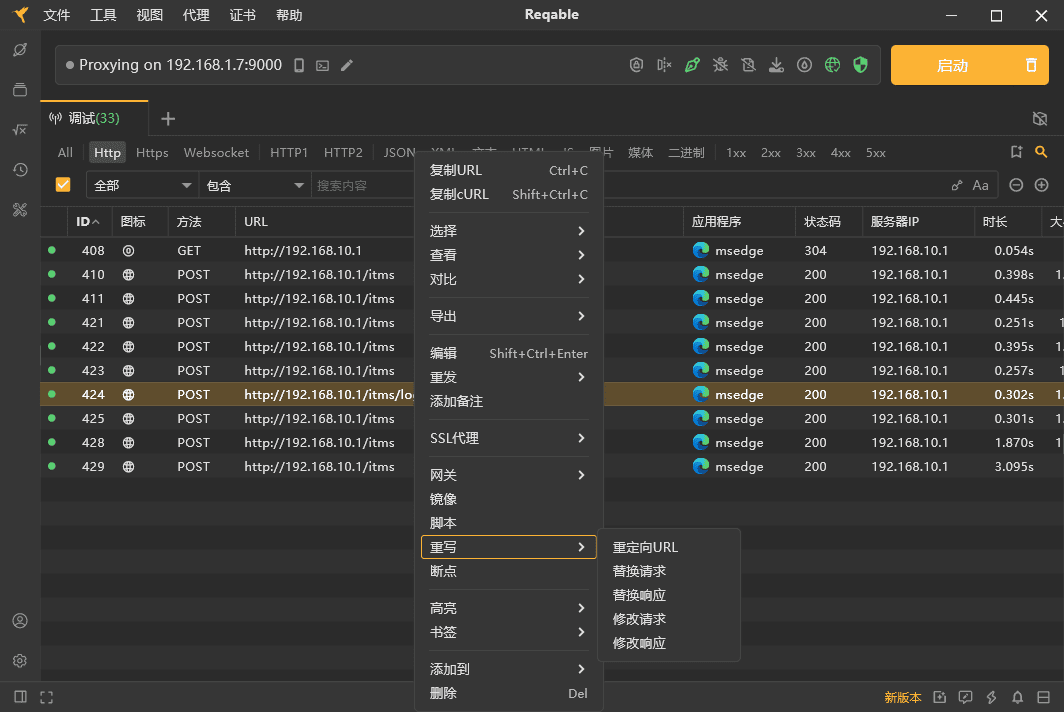 文件 工具 视图 代理 证书 帮助 Reqable
Proxying on 192.168.1.7:9000 启动
调试(33)
All Http Https Websocket HTTP1 HTTP2 JSON 媒体 二进制 1xx 2xx 3xx 4xx 5xx
全部 包含 搜索内容 Aa
ID 图标 方法 URL 应用程序 状态码 服务器IP 时长
408 GET http://192.168.10.1 msedge 304 192.168.10.1 0.054s
410 POST http://192.168.10.1/itms msedge 200 192.168.10.1 0.398s
411 POST http://192.168.10.1/itms msedge 200 192.168.10.1 0.445s
421 POST http://192.168.10.1/itms msedge 200 192.168.10.1 0.251s
422 POST http://192.168.10.1/itms msedge 200 192.168.10.1 0.395s
423 POST http://192.168.10.1/itms msedge 200 192.168.10.1 0.257s
424 POST http://192.168.10.1/itms/lo msedge 200 192.168.10.1 0.302s
425 POST http://192.168.10.1/itms msedge 200 192.168.10.1 0.301s
428 POST http://192.168.10.1/itms msedge 200 192.168.10.1 1.870s
429 POST http://192.168.10.1/itms msedge 200 192.168.10.1 3.095s
复制URL Ctrl+C
复制cURL Shift+Ctrl+C
选择
查看
对比
导出
编辑 Shift+Ctrl+Enter
重发
添加备注
SSL代理
网关
镜像
脚本
重写
断点
高亮
书签
添加到
删除 Del
重定向URL
替换请求
替换响应
修改请求
修改响应
新版本